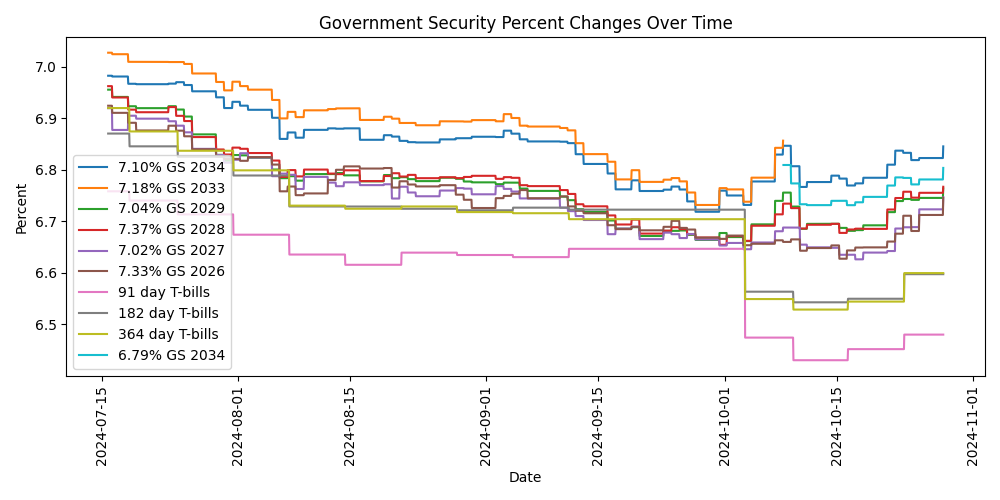 Government Security Percent Changes Over Time
Percent
7.0
6.9
6.8
6.7
6.6
6.5
7.10% GS 2034
7.18% GS 2033
7.04% GS 2029
7.37% GS 2028
7.02% GS 2027
7.33% GS 2026
91 day T-bills
182 day T-bills
364 day T-bills
6.79% GS 2034
2024-07-15
2024-08-01
2024-08-15
2024-09-01
2024-09-15
2024-10-01
2024-10-15
2024-11-01
Date